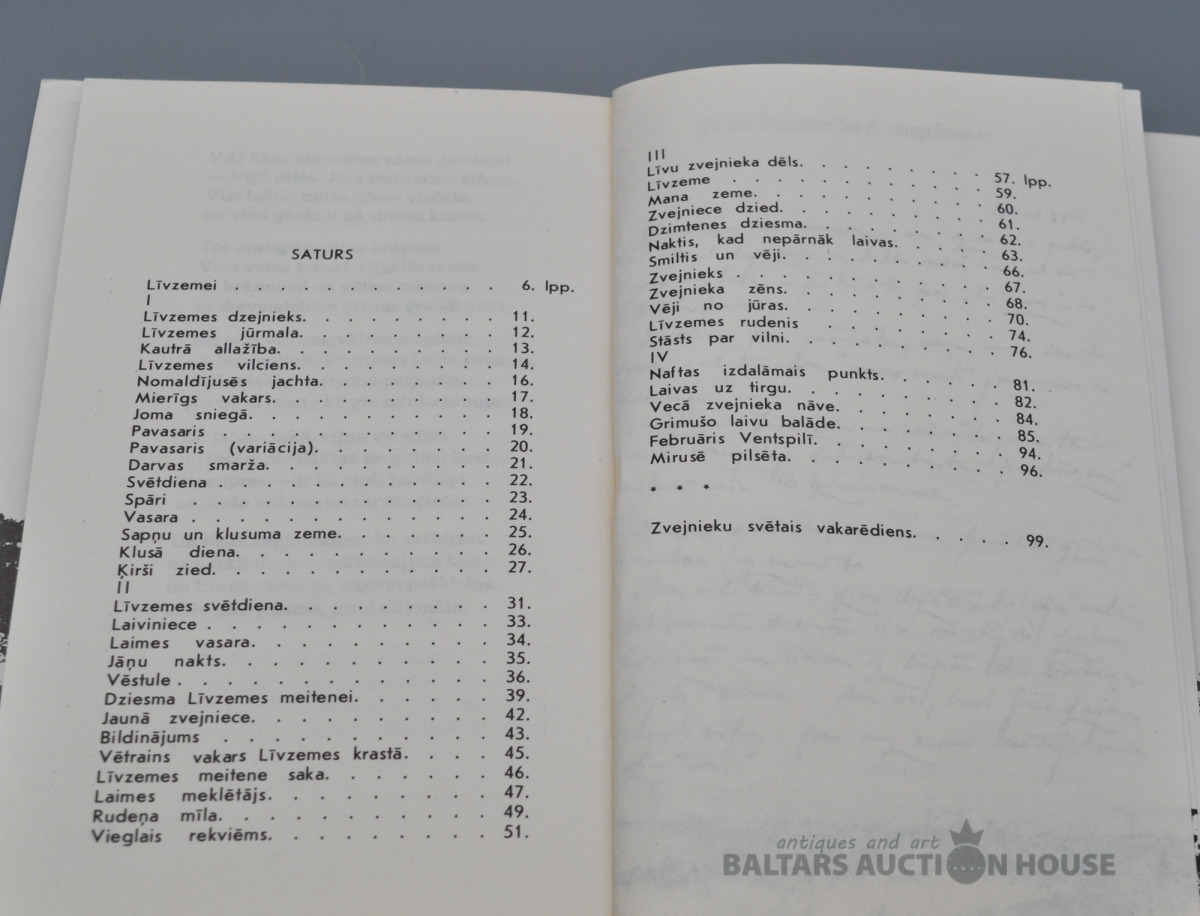 SATURS
Līvzemei . . . . . . . . . 6. lpp.
I
Līvzemes dzejnieks. . . . . . . . . 11.
Līvzemes jūrmala. . . . . . . . . 12.
Kautrā allažība. . . . . . . . . 13.
Līvzemes vilciens. . . . . . . . . 14.
Nomaldījusēs jachta. . . . . . . . 16.
Mierīgs vakars. . . . . . . . . 17.
Joma sniegā. . . . . . . . . . 18.
Pavasaris . . . . . . . . . . 19.
Pavasaris (variācija). . . . . . . . 20.
Darvas smarža. . . . . . . . . 21.
Svētdiena . . . . . . . . . . 22.
Spāri . . . . . . . . . . . 23.
Vasara . . . . . . . . . . . 24.
Sapņu un klusuma zeme. . . . . . . 25.
Klusā diena. . . . . . . . . . 26.
Ķirši zied. . . . . . . . . . . 27.
II
Līvzemes svētdiena. . . . . . . . . 31.
Laiviniece . . . . . . . . . . . 33.
Laimes vasara. . . . . . . . . . 34.
Jāņu nakts. . . . . . . . . . . 35.
Vēstule . . . . . . . . . . . . 36.
Dziesma Līvzemes meitenei. . . . . . 39.
Jaunā zvejniece. . . . . . . . . . 42.
Bildinājums . . . . . . . . . . 43.
Vētrains vakars Līvzemes krastā. . . . 45.
Līvzemes meitene saka. . . . . . . 46.
Laimes meklētājs. . . . . . . . . 47.
Rudeņa mīla. . . . . . . . . . 49.
Vieglais rekviēms. . . . . . . . . 51.
III
Līvu zvejnieka dēls. . . . . . . . . 57. lpp.
Līvzeme . . . . . . . . . . 59.
Mana zeme. . . . . . . . . . 60.
Zvejniece dzied. . . . . . . . . 61.
Dzimtenes dziesma. . . . . . . . 62.
Naktis, kad nepārnāk laivas. . . . . 63.
Smiltis un vēji. . . . . . . . . 66.
Zvejnieks . . . . . . . . . . 67.
Zvejnieka zēns. . . . . . . . . 68.
Vēji no jūras. . . . . . . . . 70.
Līvzemes rudenis . . . . . . . . 74.
Stāsts par vilni. . . . . . . . . 76.
IV
Naftas izdalāmais punkts. . . . . . 81.
Laivas uz tirgu. . . . . . . . . 82.
Vecā zvejnieka nāve. . . . . . . . 84.
Grimušo laivu balāde. . . . . . . 85.
Februāris Ventspilī. . . . . . . . 94.
Mirusē pilsēta. . . . . . . . . 96.
* * *
Zvejnieku svētais vakarēdiens. . . . . 99.
antiques and art
BALTARS AUCTION HOUSE